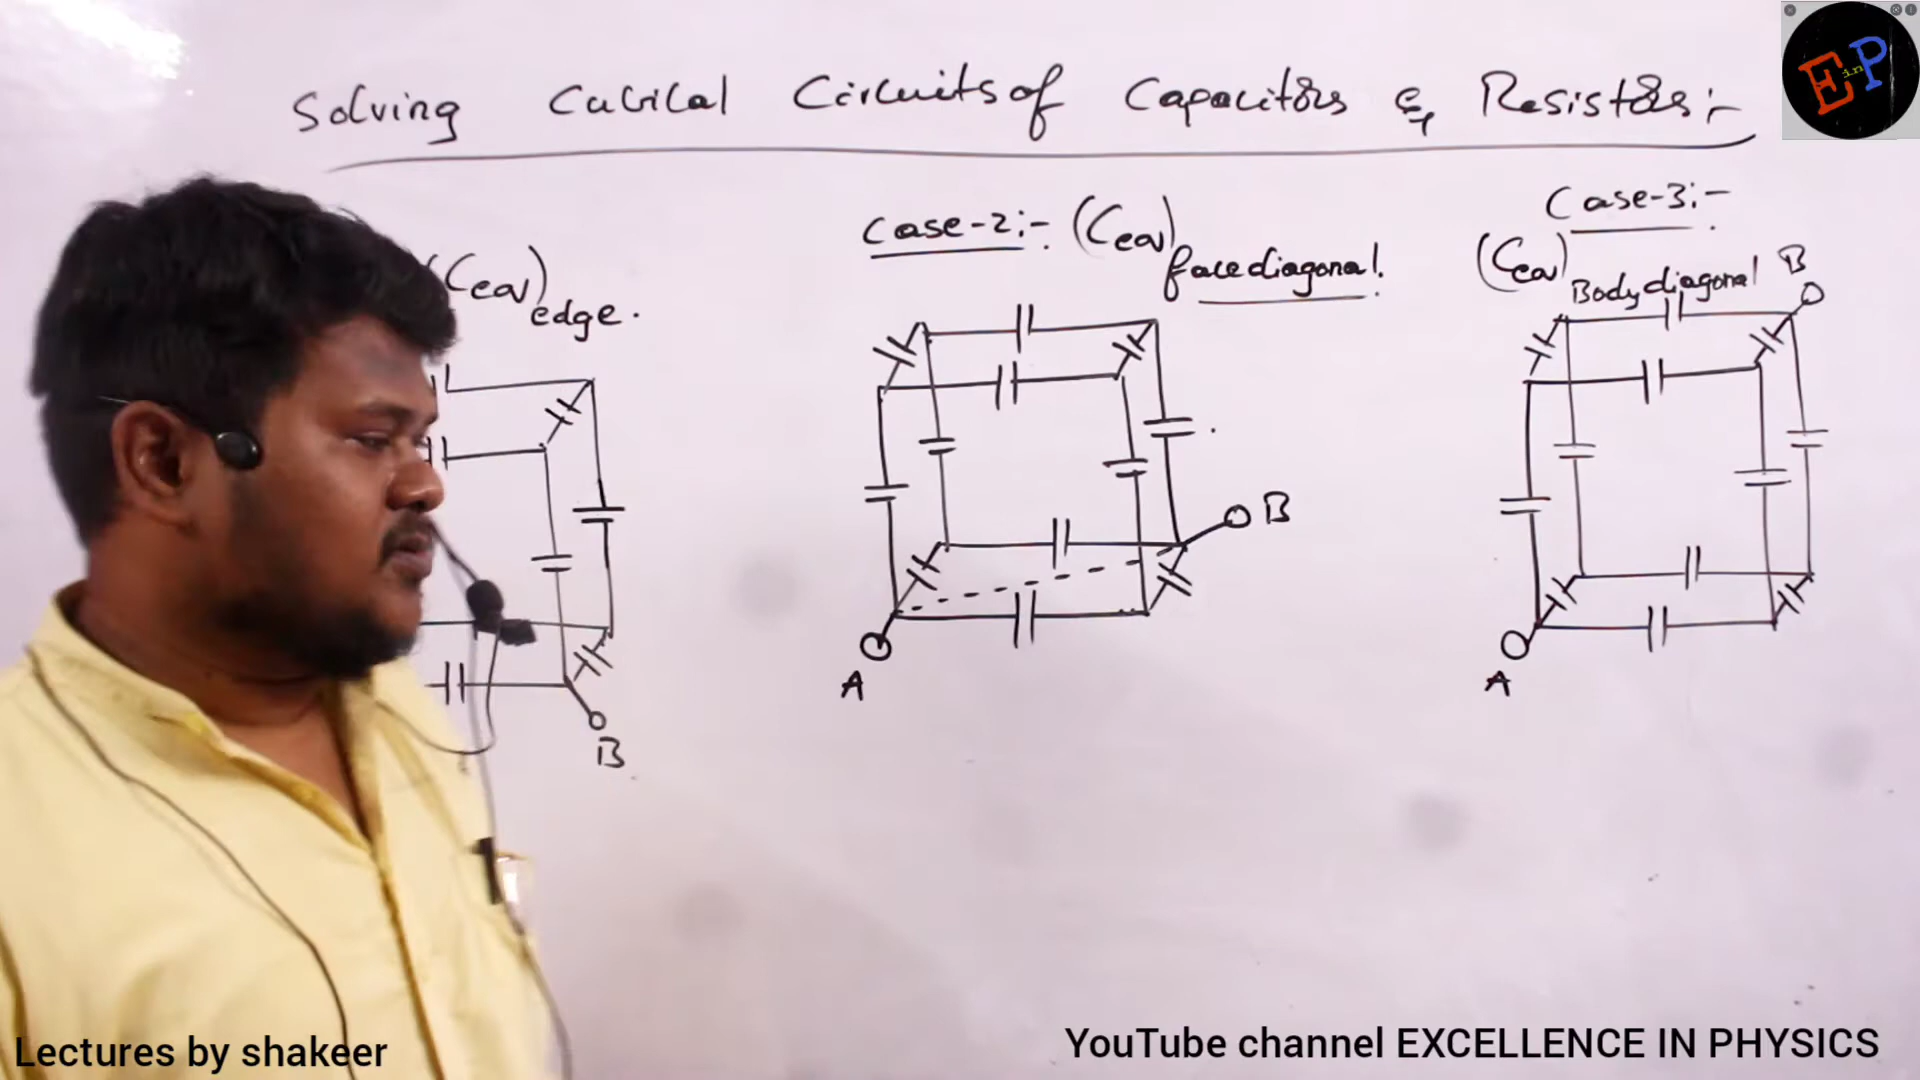 Solving Cubical Circuits of Capacitors & Resistors:-
(Ceq) edge.
Case-2:- (Ceq) face diagonal.
Case-3:-
(Ceq) Body diagonal
B
B
A
A
B
E in P
Lectures by shakeer
YouTube channel EXCELLENCE IN PHYSICS